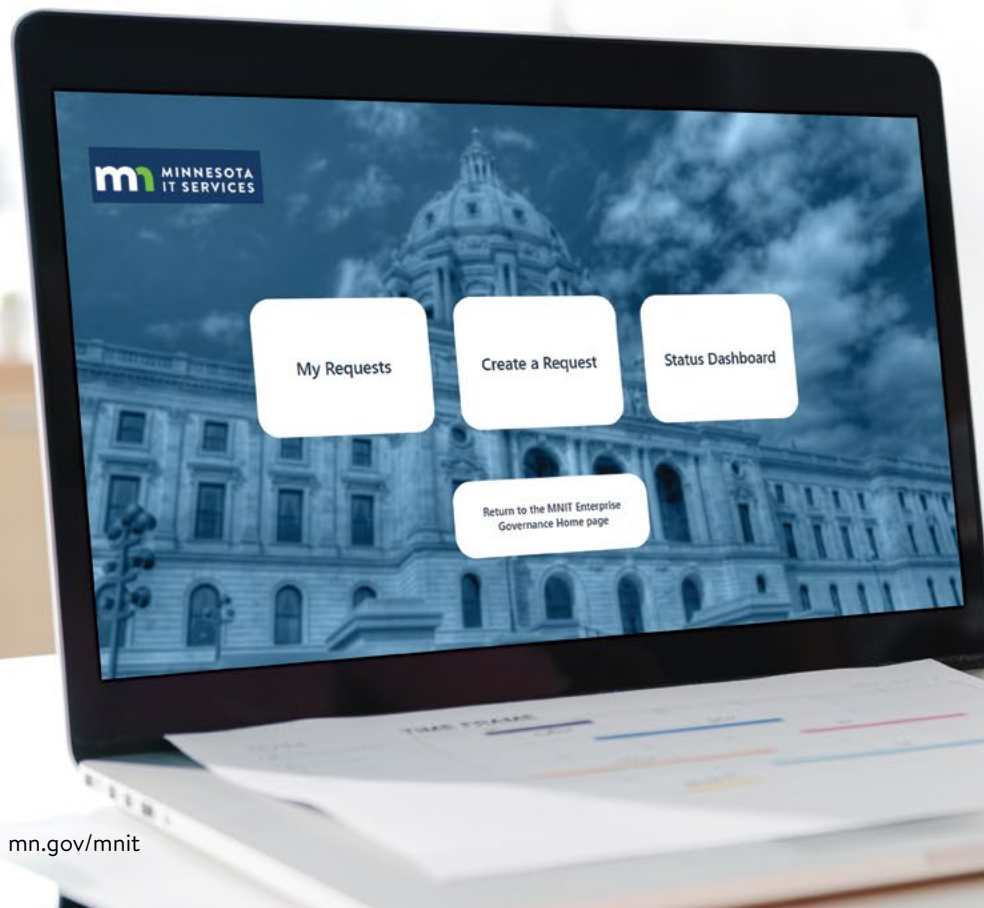 mn MINNESOTA
IT SERVICES
My Requests
Create a Request
Status Dashboard
Return to the MNIT Enterprise
Governance Home page
TIME FRAME
mn.gov/mnit